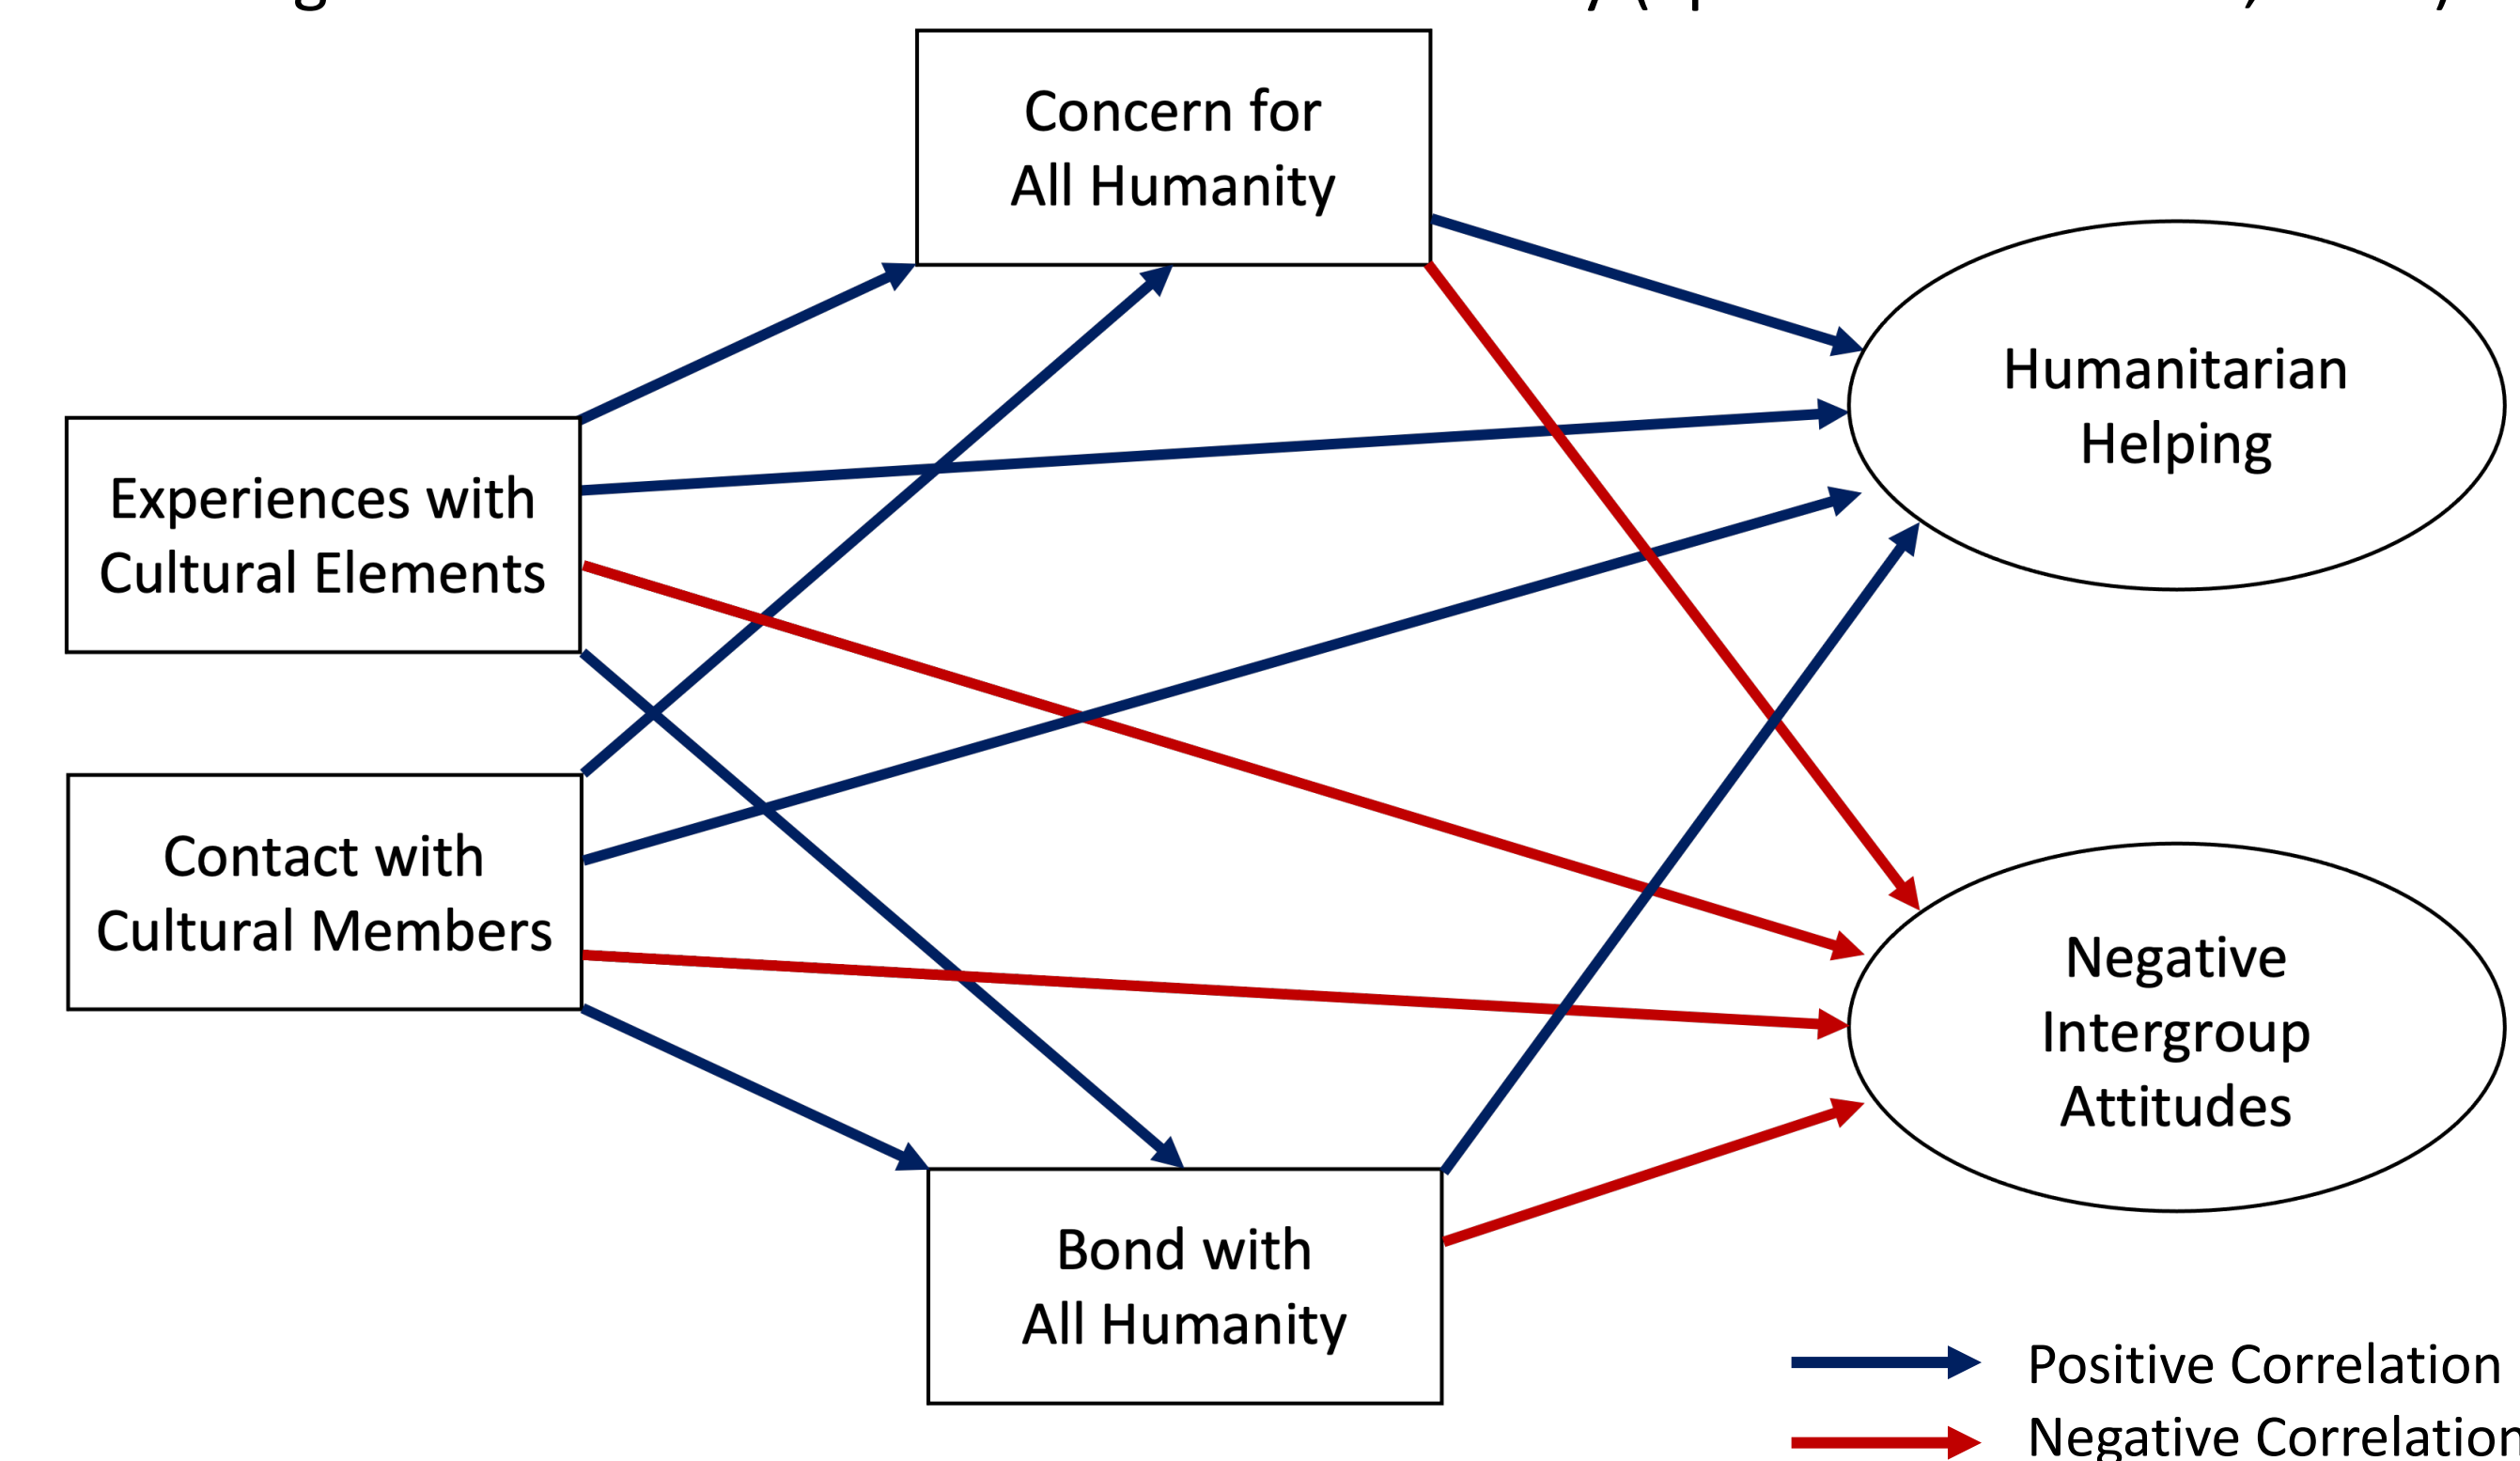 Concern for
All Humanity
Experiences with
Cultural Elements
Contact with
Cultural Members
Bond with
All Humanity
Humanitarian
Helping
Negative
Intergroup
Attitudes
Positive Correlation
Negative Correlation